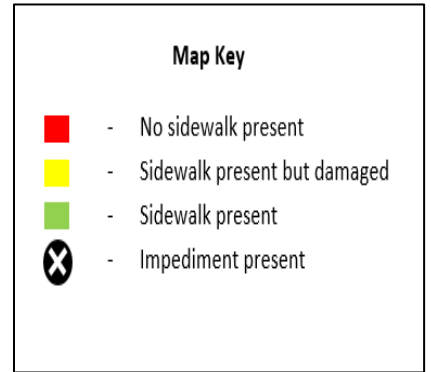 Map Key
- No sidewalk present
- Sidewalk present but damaged
- Sidewalk present
- Impediment present